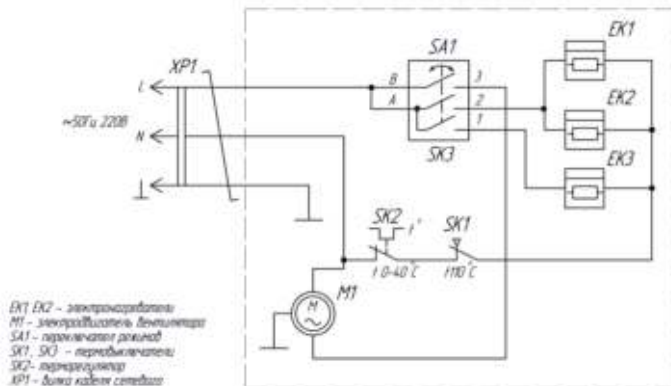 EK1
SA1
XP1
B
3
L
A
2
EK2
~50Гц 220В
1
N
SK3
EK3
SK2
t°
SK1
t 0-40°C
t110°C
M1
M
~
EK1, EK2 - электронагреватели
M1 - электродвигатель вентилятора
SA1 - переключател режимов
SK1, SK3 - термовыключатели
SK2- терморегулятор
XP1 - вилка кабеля сетевого